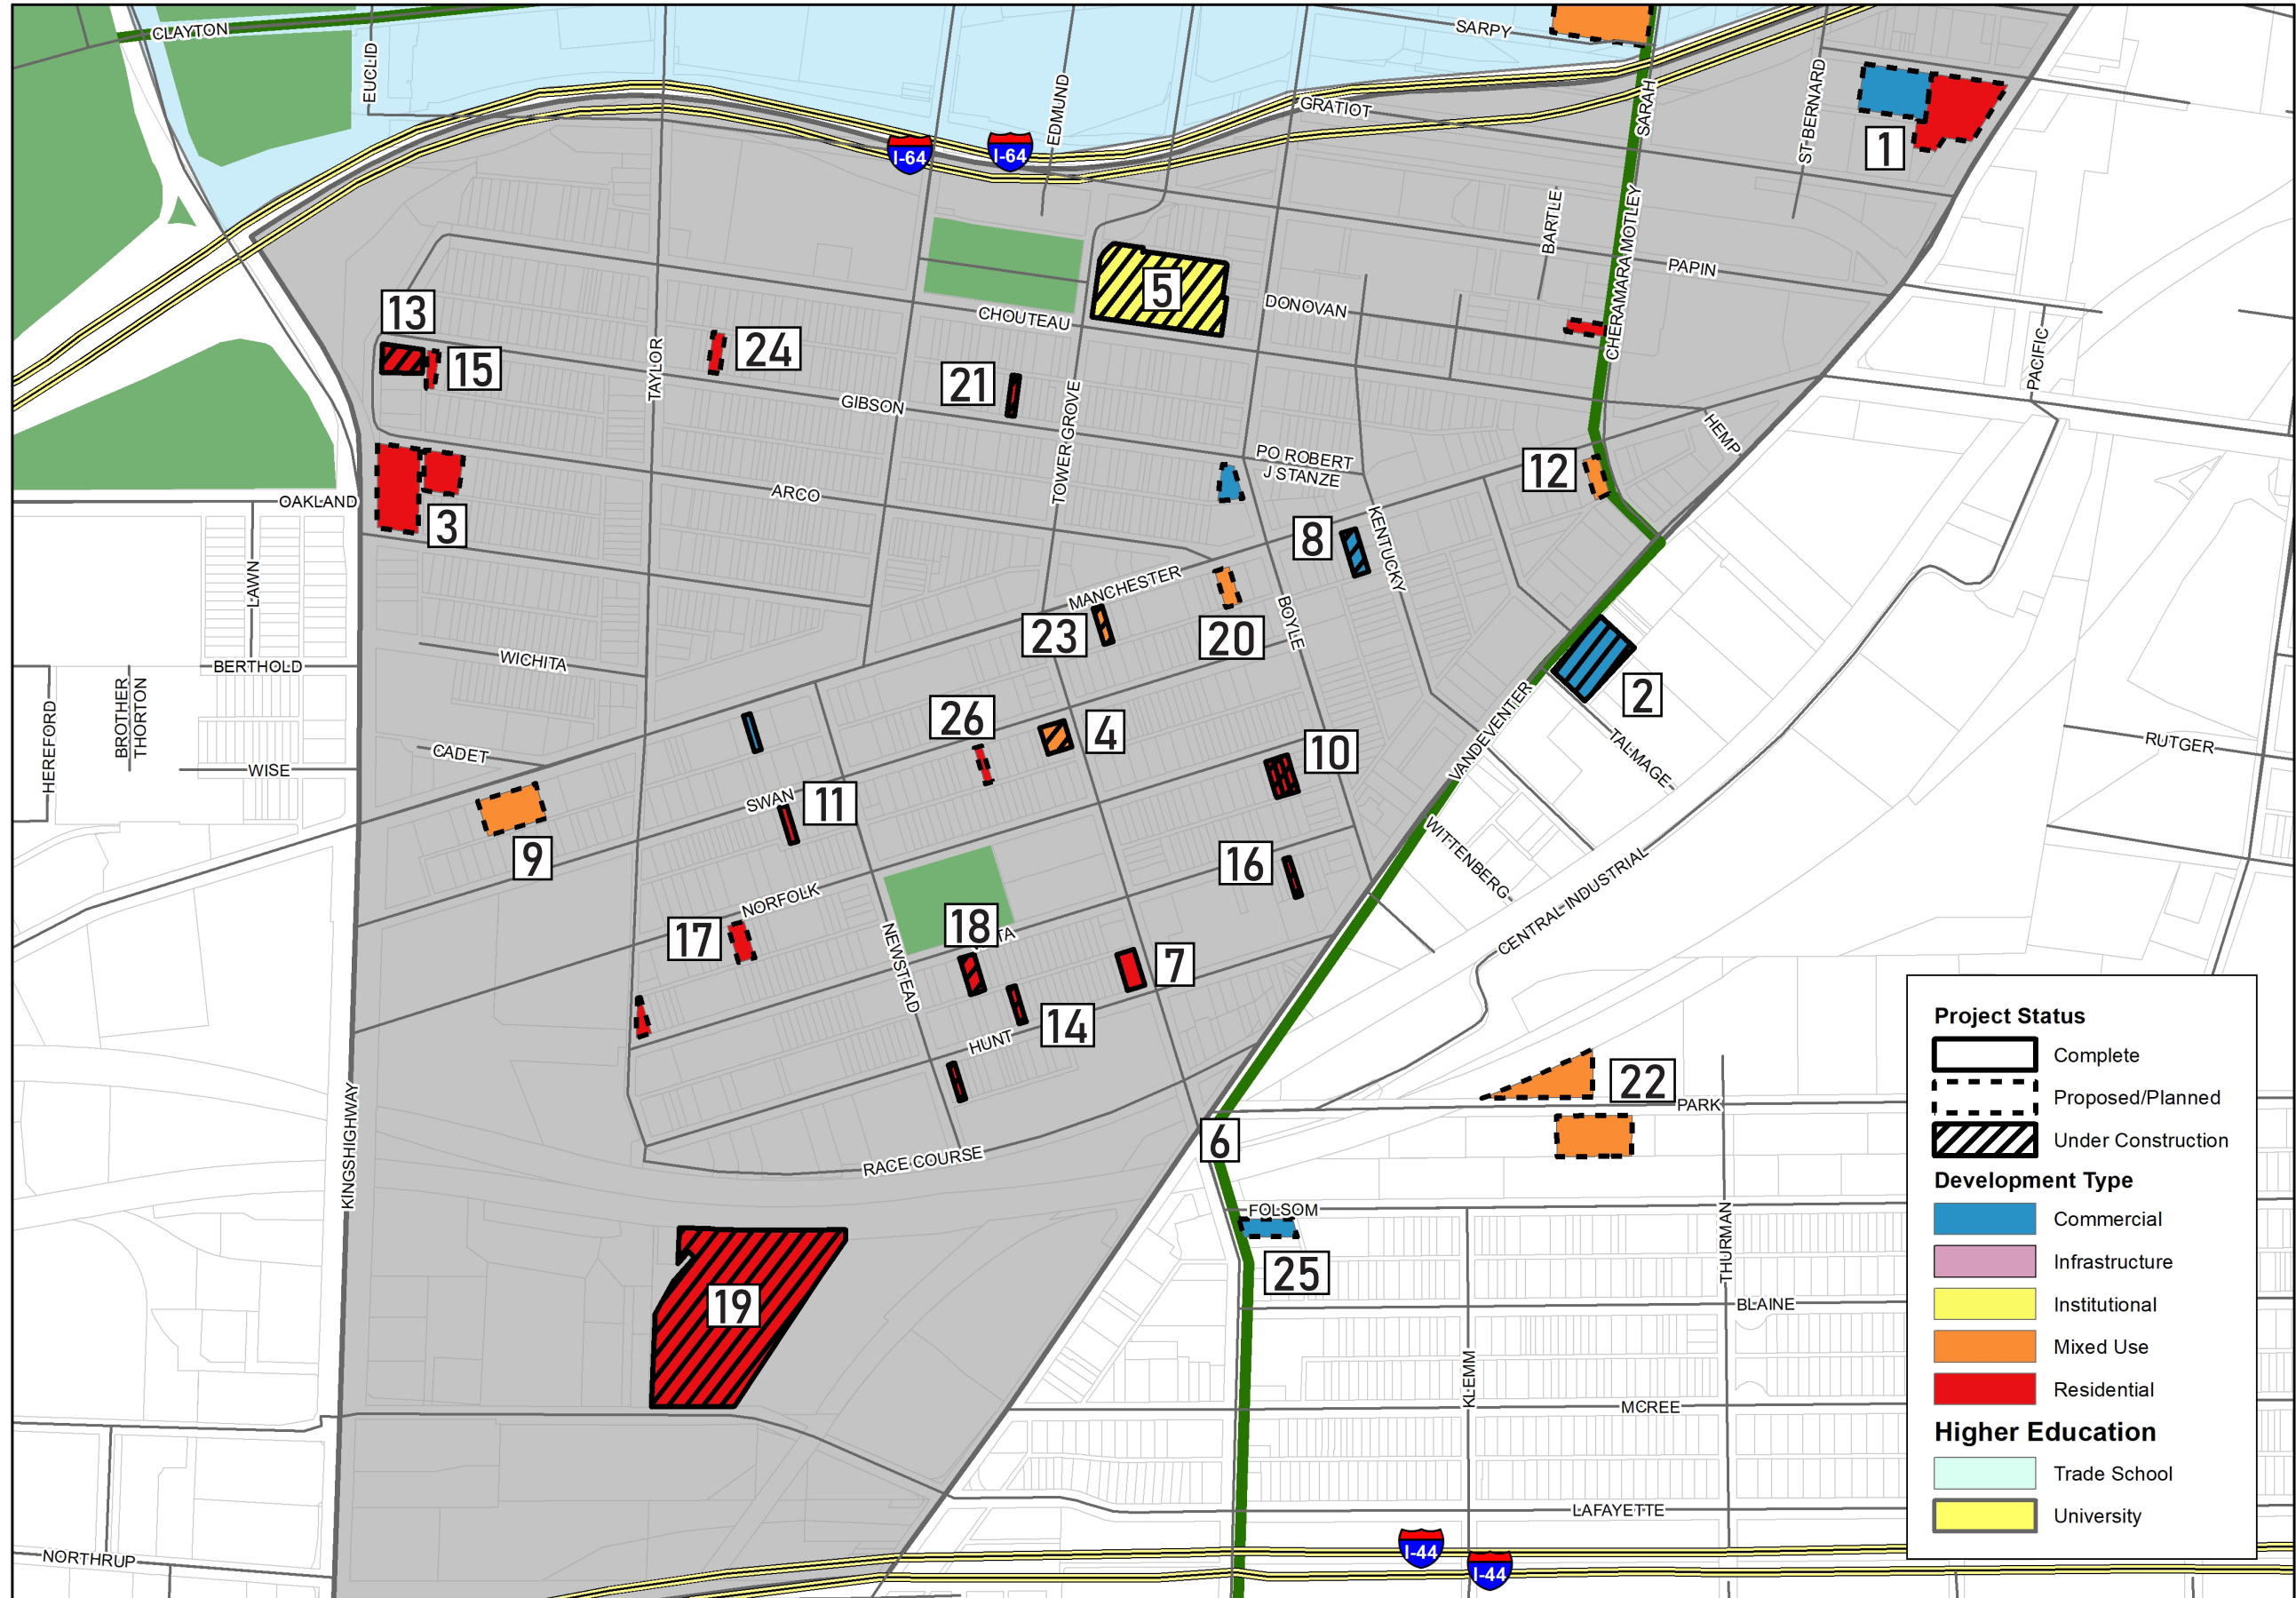 CLAYTON
EUCLID
SARPY
EDMUND
GRATIOT
SARAH
ST BERNARD
1
I-64
I-64
BARTLE
CHERAMARAMOTLEY
PAPIN
5
DONOVAN
13
CHOUTEAU
PACIFIC
TAYLOR
24
15
21
GIBSON
TOWER GROVE
HEMP
PO ROBERT
J STANZE
12
ARCO
OAKLAND
3
8
KENTUCKY
LAWN
MANCHESTER
23
20
BOYLE
WICHITA
BERTHOLD
2
HEREFORD
BROTHER
THORTON
VANDEVENTER
26
4
10
TALMAGE
RUTGER
CADET
WISE
SWAN
11
9
WITTENBERG
16
CENTRAL INDUSTRIAL
NORFOLK
17
18
TA
NEWSTEAD
7
14
HUNT
22
PARK
KINGSHIGHWAY
6
RACE COURSE
FOLSOM
THURMAN
25
19
BLAINE
KLEMM
MCREE
LAFAYETTE
I-44
I-44
NORTHRUP
Project Status
Complete
Proposed/Planned
Under Construction
Development Type
Commercial
Infrastructure
Institutional
Mixed Use
Residential
Higher Education
Trade School
University